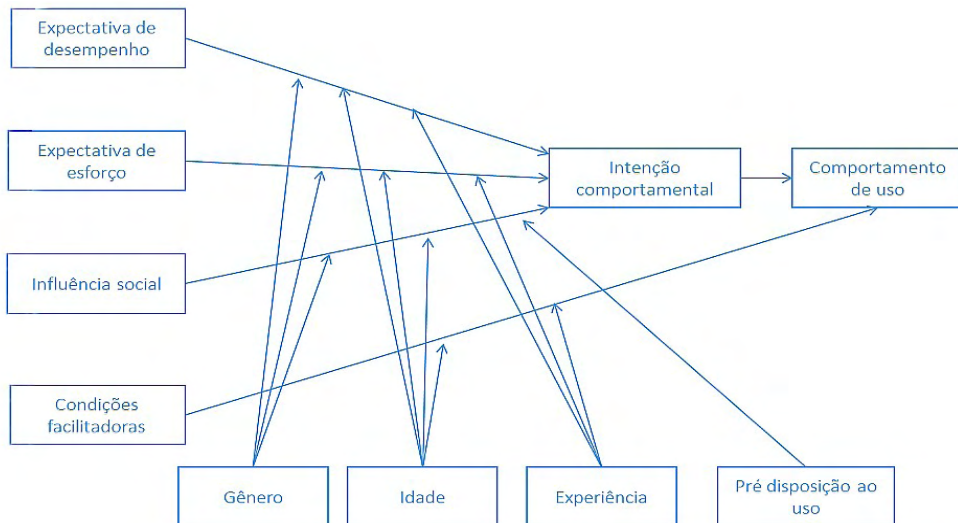 Expectativa de
desempenho
Expectativa de
esforço
Intenção
comportamental
Comportamento
de uso
Influência social
Condições
facilitadoras
Gênero
Idade
Experiência
Pré disposição ao
uso